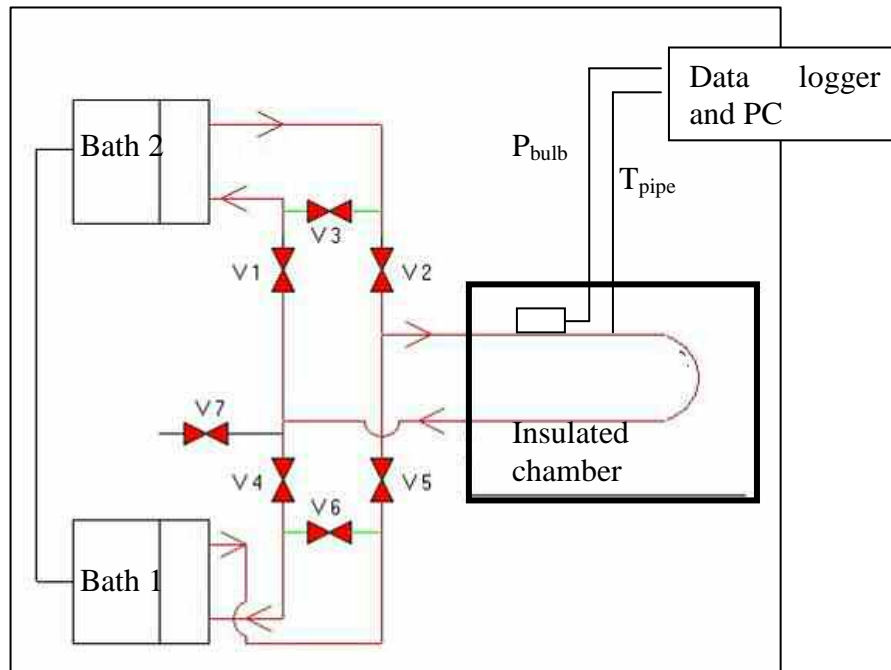 Data logger
and PC
Bath 2
P_bulb
T_pipe
V3
V1
V2
V7
Insulated
chamber
V4
V5
V6
Bath 1